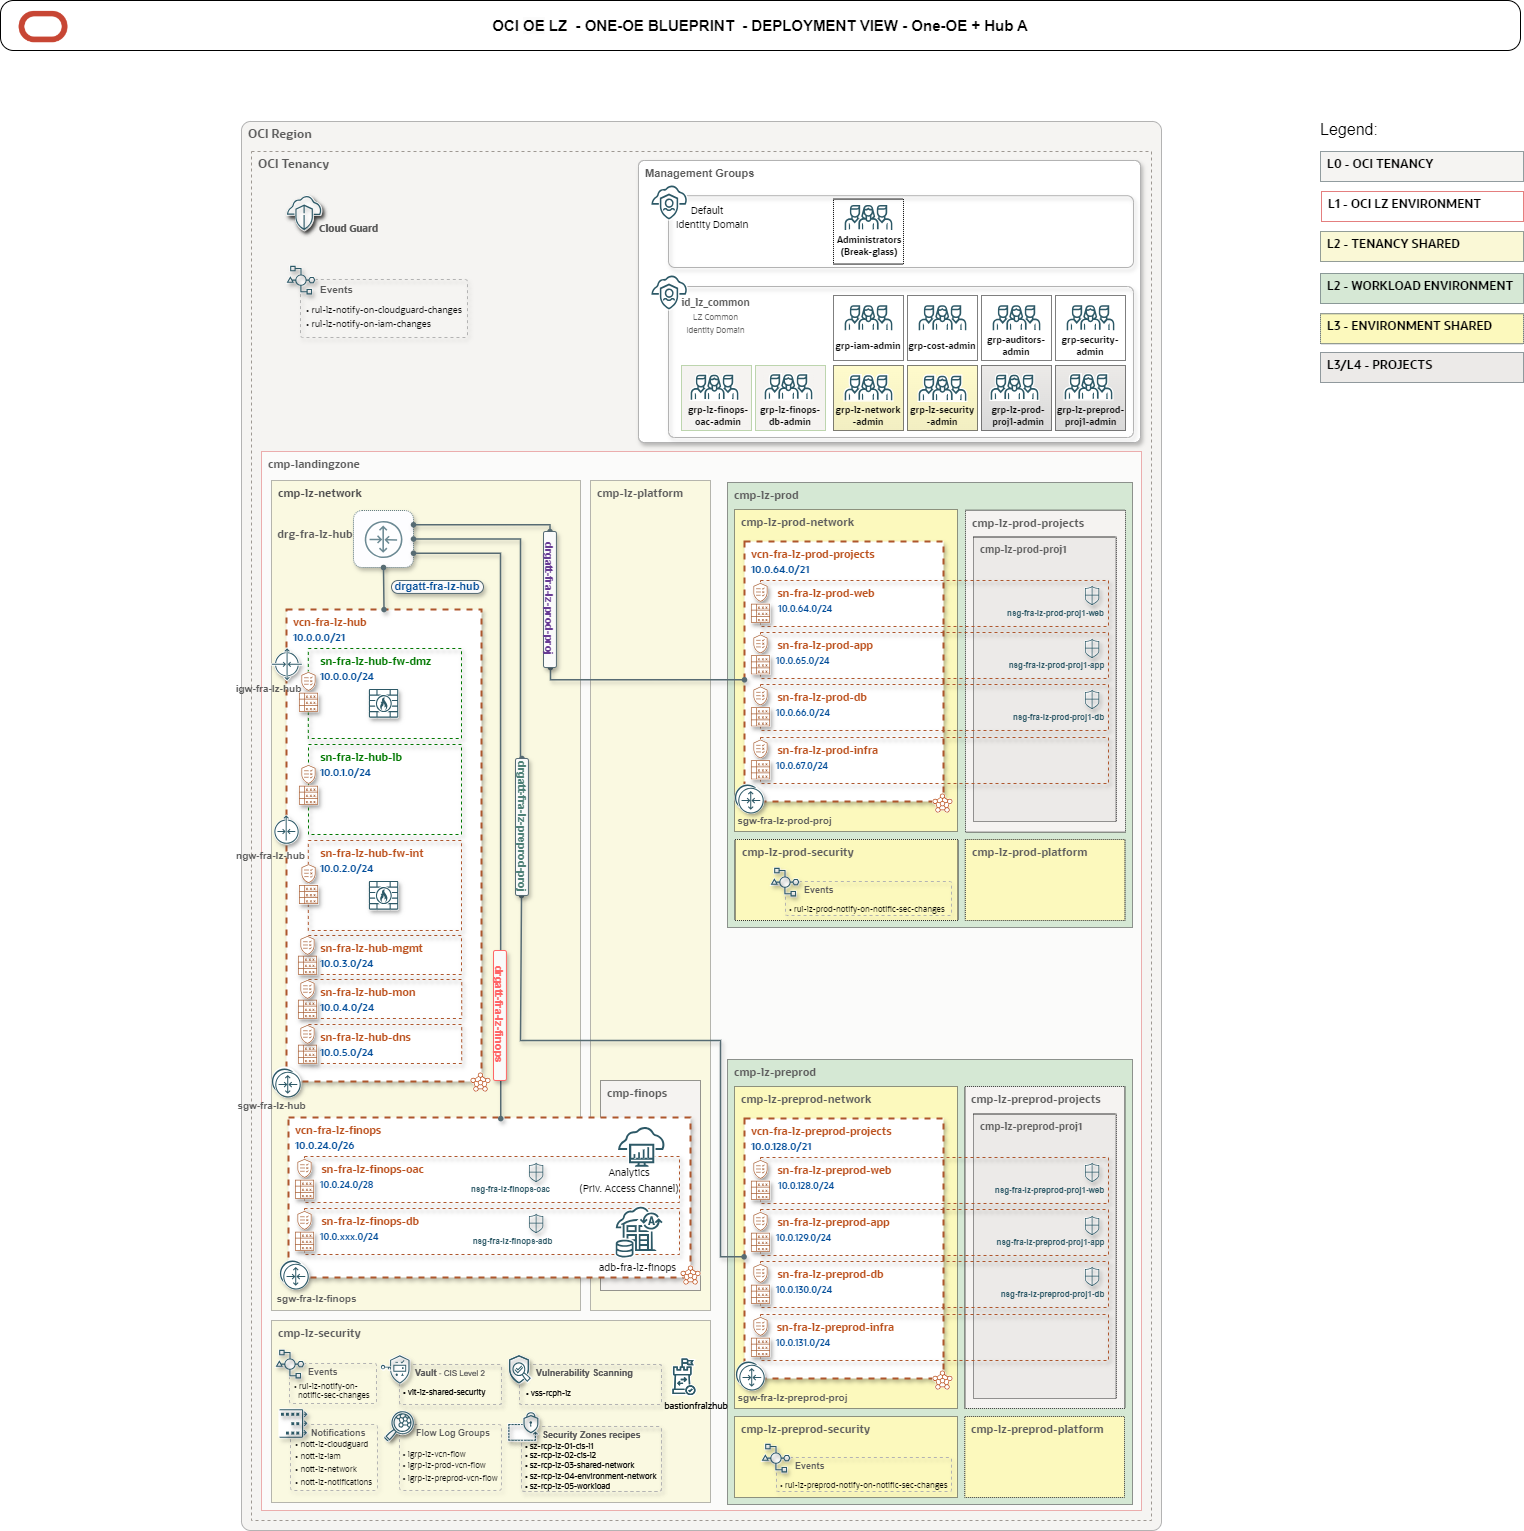 OCI OE LZ - ONE-OE BLUEPRINT - DEPLOYMENT VIEW - One-OE + Hub A
Legend:
L0 - OCI TENANCY
L1 - OCI LZ ENVIRONMENT
L2 - TENANCY SHARED
L2 - WORKLOAD ENVIRONMENT
L3 - ENVIRONMENT SHARED
L3/L4 - PROJECTS
OCI Region
OCI Tenancy
Cloud Guard
Events
• rul-lz-notify-on-cloudguard-changes
• rul-lz-notify-on-iam-changes
Management Groups
Default
Identity Domain
Administrators
(Break-glass)
id_lz_common
LZ Common
Identity Domain
grp-iam-admin
grp-cost-admin
grp-auditors-
admin
grp-security-
admin
grp-lz-finops-
oac-admin
grp-lz-finops-
db-admin
grp-lz-network
-admin
grp-lz-security
-admin
grp-lz-prod-
proj1-admin
grp-lz-preprod-
proj1-admin
cmp-landingzone
cmp-lz-network
drg-fra-lz-hub
drgatt-fra-lz-hub
drgatt-fra-lz-prod-proj
drgatt-fra-lz-preprod-proj
drgatt-fra-lz-finops
vcn-fra-lz-hub
10.0.0.0/21
igw-fra-lz-hub
sn-fra-lz-hub-fw-dmz
10.0.0.0/24
sn-fra-lz-hub-lb
10.0.1.0/24
ngw-fra-lz-hub
sn-fra-lz-hub-fw-int
10.0.2.0/24
sn-fra-lz-hub-mgmt
10.0.3.0/24
sn-fra-lz-hub-mon
10.0.4.0/24
sn-fra-lz-hub-dns
10.0.5.0/24
sgw-fra-lz-hub
vcn-fra-lz-finops
10.0.24.0/26
sn-fra-lz-finops-oac
10.0.24.0/28
nsg-fra-lz-finops-oac
Analytics
(Priv. Access Channel)
sn-fra-lz-finops-db
10.0.xxx.0/24
nsg-fra-lz-finops-adb
adb-fra-lz-finops
sgw-fra-lz-finops
cmp-lz-platform
cmp-finops
cmp-lz-security
Events
• rul-lz-notify-on-
notific-sec-changes
Vault - CIS Level 2
• vlt-lz-shared-security
Vulnerability Scanning
• vss-rcph-lz
bastionfralzhub
Notifications
• nott-lz-cloudguard
• nott-lz-iam
• nott-lz-network
• nott-lz-notifications
Flow Log Groups
• lgrp-lz-vcn-flow
• lgrp-lz-prod-vcn-flow
• lgrp-lz-preprod-vcn-flow
Security Zones recipes
• sz-rcp-lz-01-cis-l1
• sz-rcp-lz-02-cis-l2
• sz-rcp-lz-03-shared-network
• sz-rcp-lz-04-environment-network
• sz-rcp-lz-05-workload
cmp-lz-prod
cmp-lz-prod-network
vcn-fra-lz-prod-projects
10.0.64.0/21
sn-fra-lz-prod-web
10.0.64.0/24
sn-fra-lz-prod-app
10.0.65.0/24
sn-fra-lz-prod-db
10.0.66.0/24
sn-fra-lz-prod-infra
10.0.67.0/24
sgw-fra-lz-prod-proj
cmp-lz-prod-projects
cmp-lz-prod-proj1
nsg-fra-lz-prod-proj1-web
nsg-fra-lz-prod-proj1-app
nsg-fra-lz-prod-proj1-db
cmp-lz-prod-security
Events
• rul-lz-prod-notify-on-notific-sec-changes
cmp-lz-prod-platform
cmp-lz-preprod
cmp-lz-preprod-network
vcn-fra-lz-preprod-projects
10.0.128.0/21
sn-fra-lz-preprod-web
10.0.128.0/24
sn-fra-lz-preprod-app
10.0.129.0/24
sn-fra-lz-preprod-db
10.0.130.0/24
sn-fra-lz-preprod-infra
10.0.131.0/24
sgw-fra-lz-preprod-proj
cmp-lz-preprod-projects
cmp-lz-preprod-proj1
nsg-fra-lz-preprod-proj1-web
nsg-fra-lz-preprod-proj1-app
nsg-fra-lz-preprod-proj1-db
cmp-lz-preprod-security
Events
• rul-lz-preprod-notify-on-notific-sec-changes
cmp-lz-preprod-platform